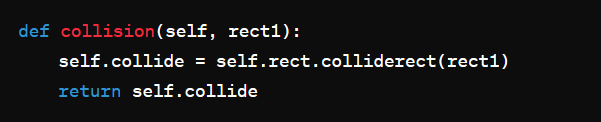 def collision(self, rect1):
    self.collide = self.rect.colliderect(rect1)
    return self.collide